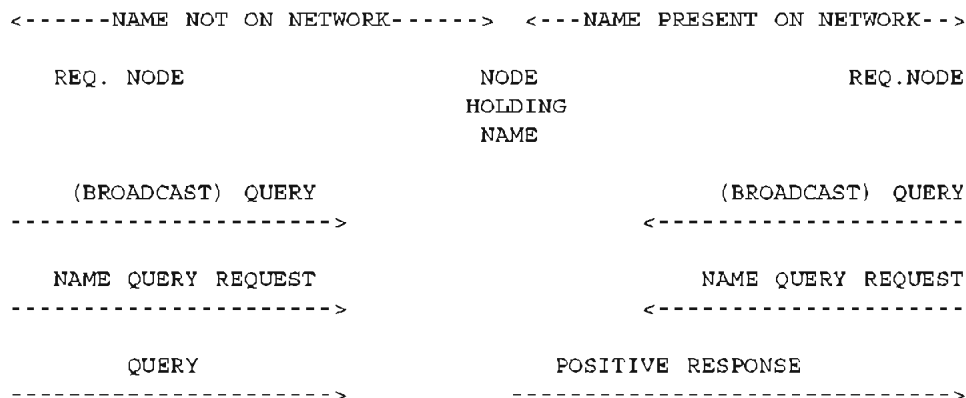 <------NAME NOT ON NETWORK------> <---NAME PRESENT ON NETWORK-->
REQ. NODE NODE REQ.NODE
HOLDING
NAME
(BROADCAST) QUERY (BROADCAST) QUERY
----------------------> <---------------------
NAME QUERY REQUEST NAME QUERY REQUEST
----------------------> <---------------------
QUERY POSITIVE RESPONSE
----------------------> ------------------------------>